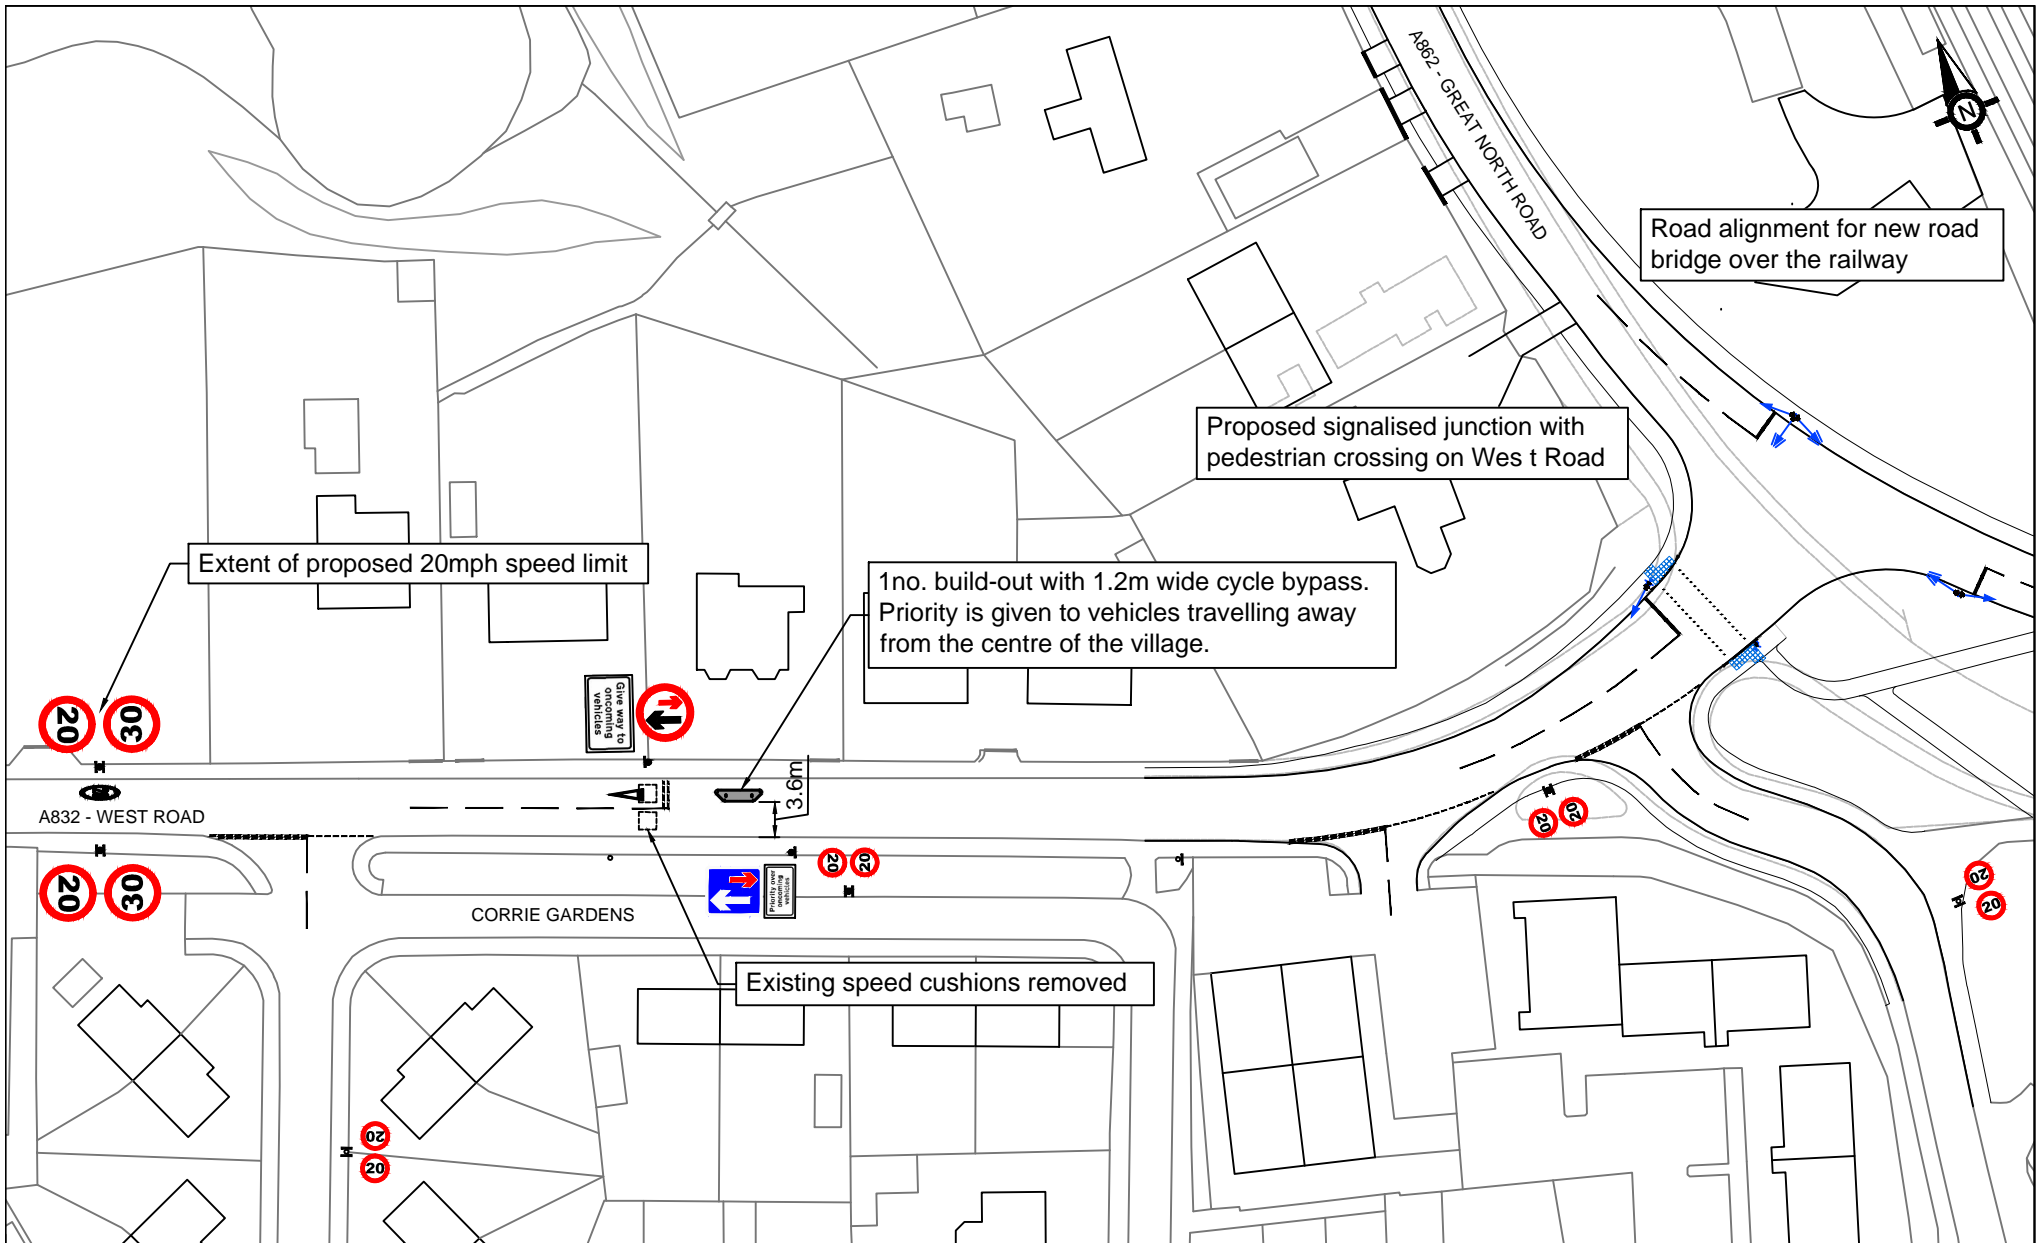 A862 - GREAT NORTH ROAD
N
Road alignment for new road
bridge over the railway
Proposed signalised junction with
pedestrian crossing on Wes t Road
Extent of proposed 20mph speed limit
1no. build-out with 1.2m wide cycle bypass.
Priority is given to vehicles travelling away
from the centre of the village.
20
30
Give way to
oncoming
vehicles
3.6m
A832 - WEST ROAD
20
30
20
20
20
20
Priority over
oncoming
vehicles
CORRIE GARDENS
20
20
Existing speed cushions removed
20
20